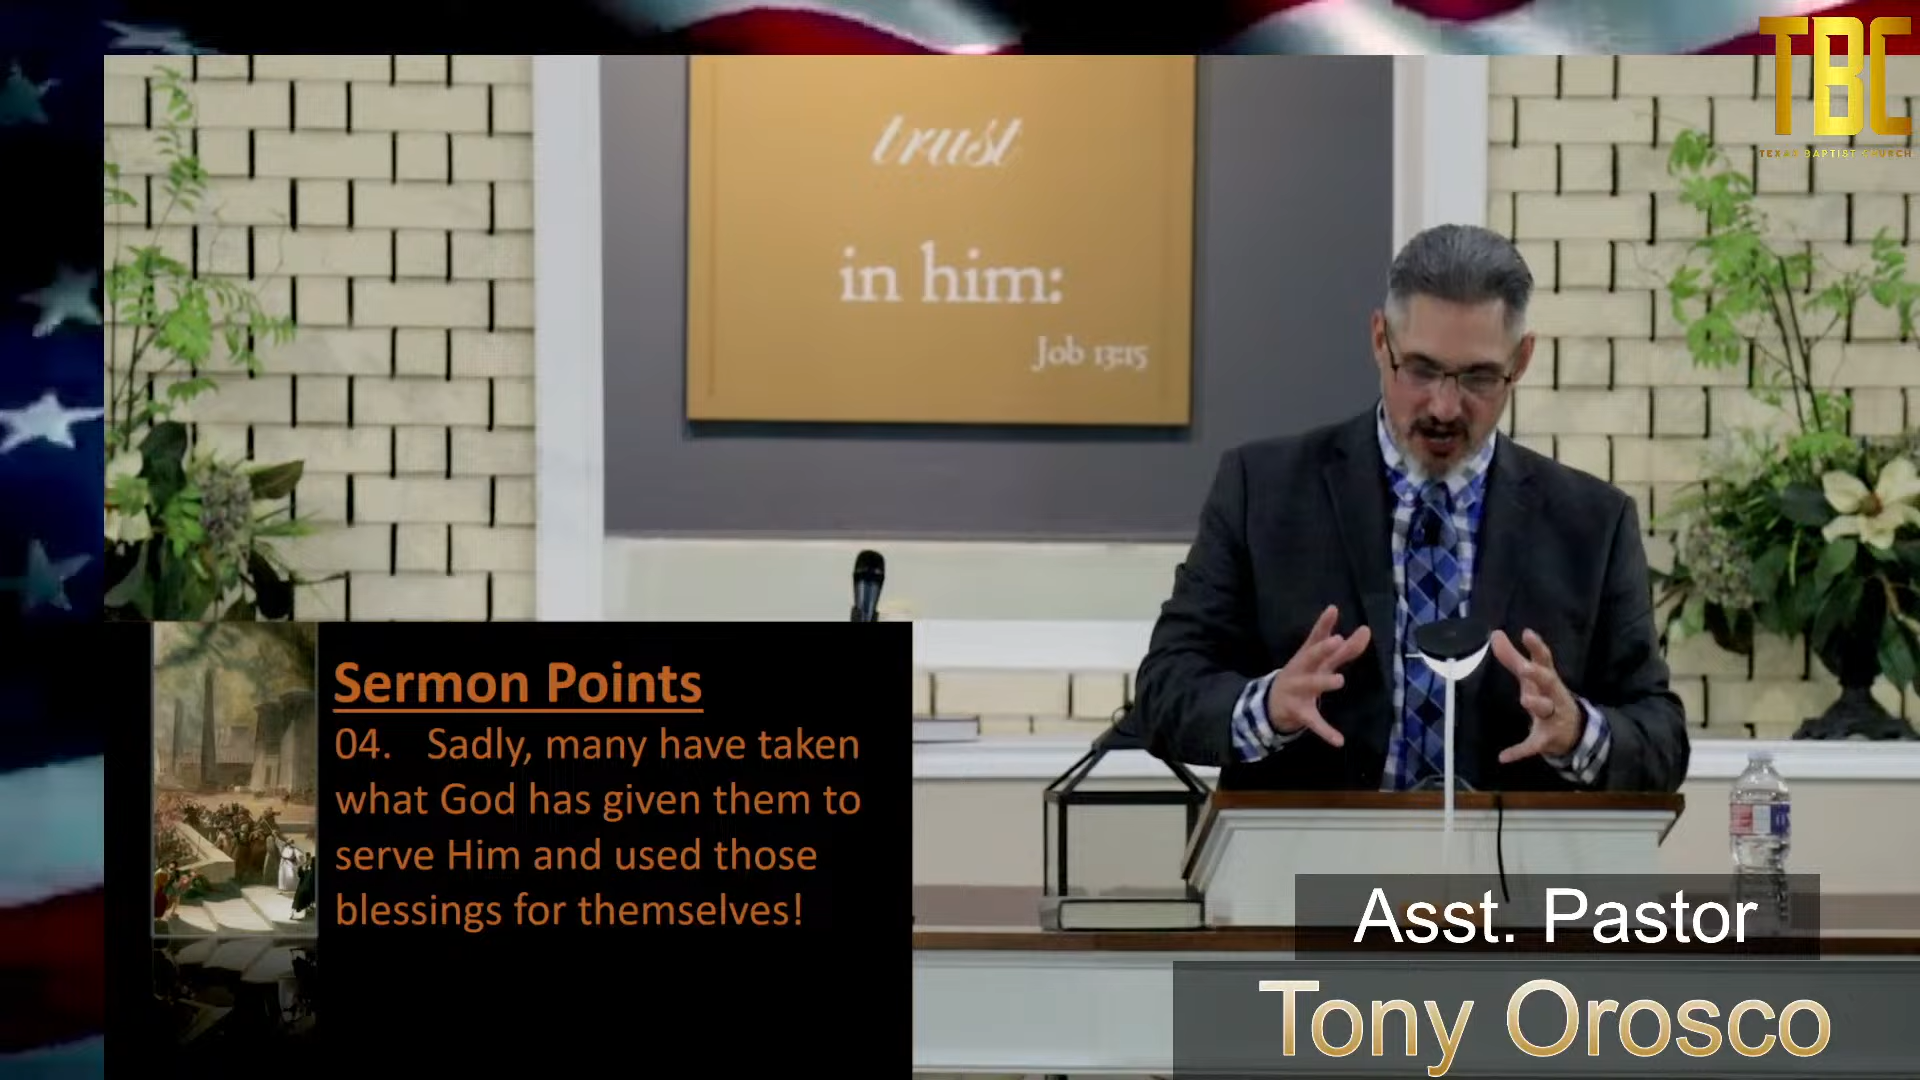 TBC
TEXAS BAPTIST CHURCH
trust
in him:
Job 13:15
Sermon Points
04. Sadly, many have taken
what God has given them to
serve Him and used those
blessings for themselves!
Asst. Pastor
Tony Orosco